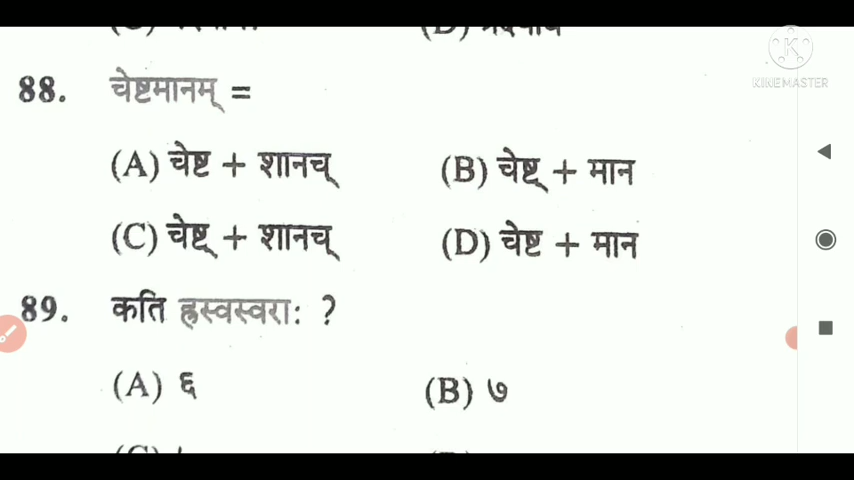 KINEMASTER
88. चेष्टमानम् =
(A) चेष्ट + शानच् (B) चेष्ट् + मान
(C) चेष्ट् + शानच् (D) चेष्ट + मान
89. कति ह्रस्वस्वराः ?
(A) ६ (B) ७